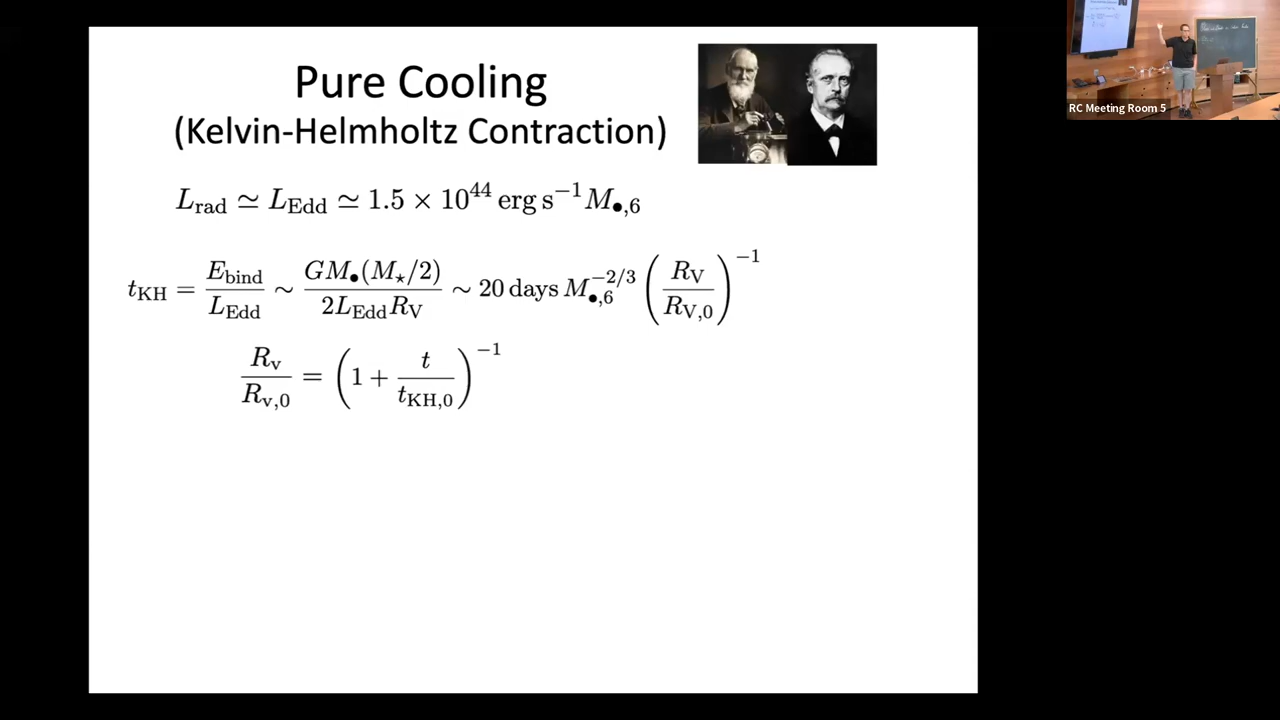 Pure Cooling
(Kelvin-Helmholtz Contraction)
L_rad ≃ L_Edd ≃ 1.5 × 10^44 erg s^−1 M_•,6
t_KH = E_bind / L_Edd ∼ GM_•(M_⋆/2) / 2L_Edd R_V ∼ 20 days M_•,6^−2/3 (R_V / R_V,0)^−1
R_v / R_v,0 = (1 + t / t_KH,0)^−1
RC Meeting Room 5